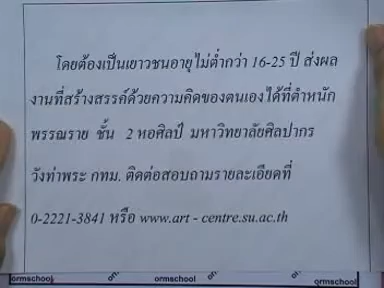 โดยต้องเป็นเยาวชนอายุไม่ต่ำกว่า 16-25 ปี ส่งผล
งานที่สร้างสรรค์ด้วยความคิดของตนเองได้ที่ตำหนัก
พรรณราย ชั้น 2 หอศิลป์ มหาวิทยาลัยศิลปากร
วังท่าพระ กทม. ติดต่อสอบถามรายละเอียดที่
0-2221-3841 หรือ www.art - centre.su.ac.th
ormschool on. ormschool on. ormschool